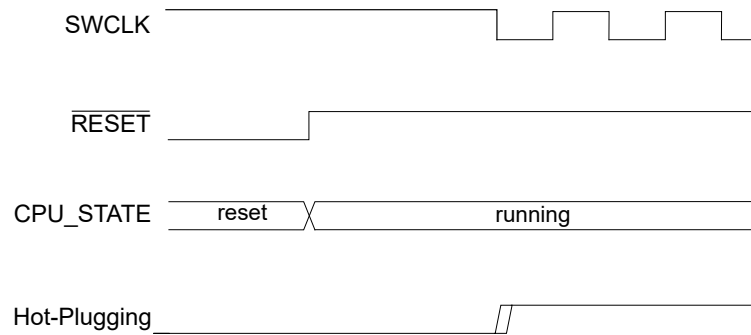 SWCLK
RESET
CPU_STATE reset running
Hot-Plugging